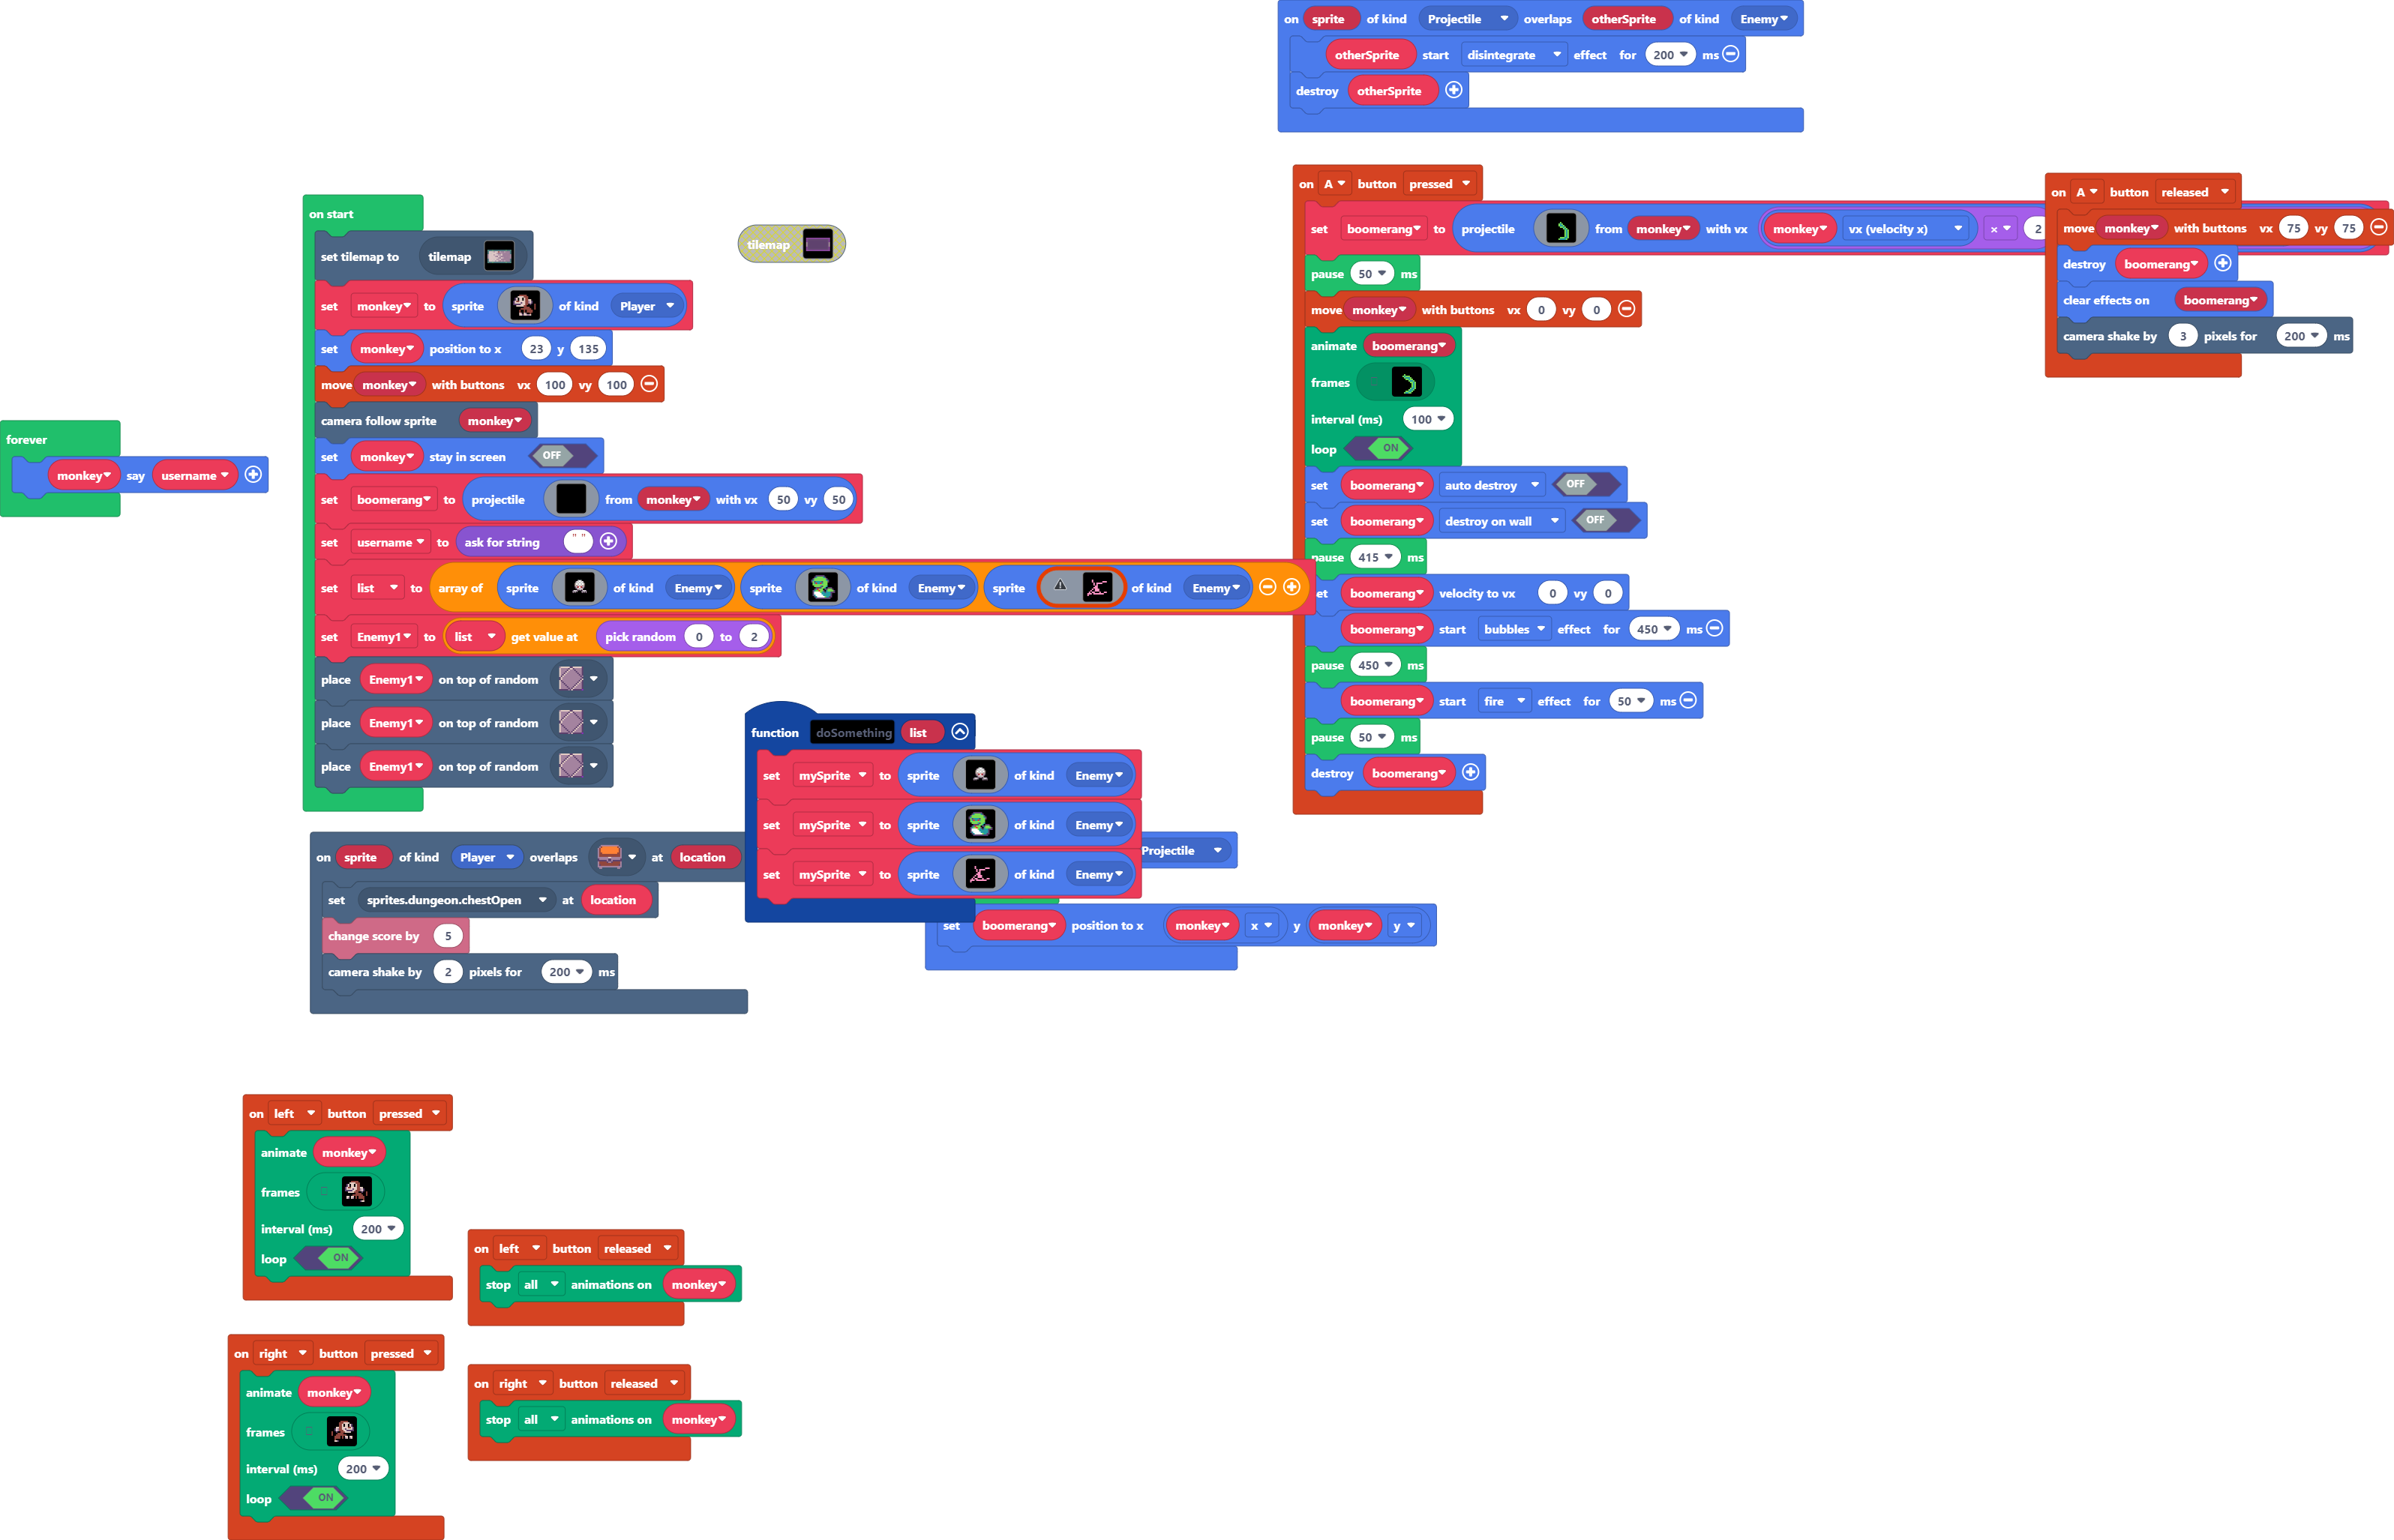 on sprite of kind Projectile overlaps otherSprite of kind Enemy
otherSprite start disintegrate effect for 200 ms
destroy otherSprite
on start
set tilemap to tilemap
set monkey to sprite of kind Player
set monkey position to x 23 y 135
move monkey with buttons vx 100 vy 100
camera follow sprite monkey
set monkey stay in screen OFF
set boomerang to projectile from monkey with vx 50 vy 50
set username to ask for string " "
set list to array of sprite of kind Enemy sprite of kind Enemy sprite of kind Enemy
set Enemy1 to list get value at pick random 0 to 2
place Enemy1 on top of random
place Enemy1 on top of random
place Enemy1 on top of random
tilemap
forever
monkey say username
on A button pressed
set boomerang to projectile from monkey with vx monkey vx (velocity x) × 2
pause 50 ms
move monkey with buttons vx 0 vy 0
animate boomerang
frames
interval (ms) 100
loop ON
set boomerang auto destroy OFF
set boomerang destroy on wall OFF
pause 415 ms
et boomerang velocity to vx 0 vy 0
boomerang start bubbles effect for 450 ms
pause 450 ms
boomerang start fire effect for 50 ms
pause 50 ms
destroy boomerang
on A button released
move monkey with buttons vx 75 vy 75
destroy boomerang
clear effects on boomerang
camera shake by 3 pixels for 200 ms
function doSomething list
set mySprite to sprite of kind Enemy
set mySprite to sprite of kind Enemy
set mySprite to sprite of kind Enemy
Projectile
set boomerang position to x monkey x y monkey y
on sprite of kind Player overlaps at location
set sprites.dungeon.chestOpen at location
change score by 5
camera shake by 2 pixels for 200 ms
on left button pressed
animate monkey
frames
interval (ms) 200
loop ON
on left button released
stop all animations on monkey
on right button pressed
animate monkey
frames
interval (ms) 200
loop ON
on right button released
stop all animations on monkey